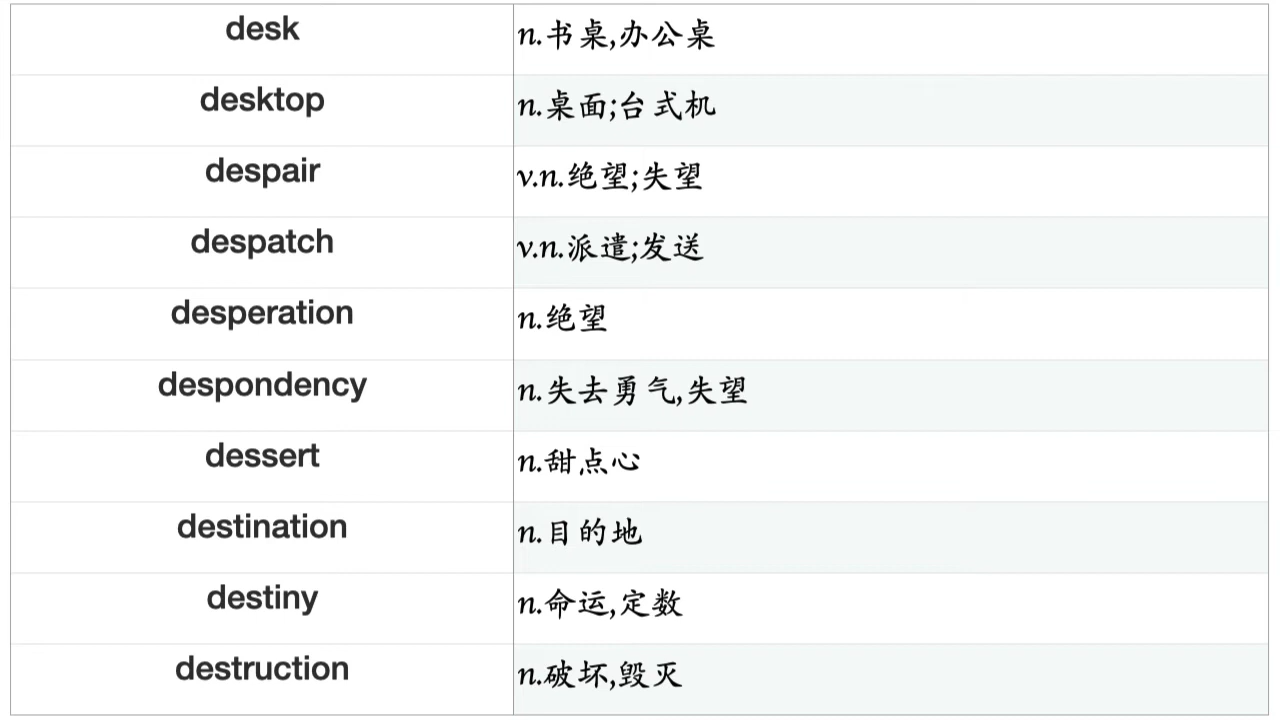 desk n.书桌,办公桌
desktop n.桌面;台式机
despair v.n.绝望;失望
despatch v.n.派遣;发送
desperation n.绝望
despondency n.失去勇气,失望
dessert n.甜点心
destination n.目的地
destiny n.命运,定数
destruction n.破坏,毁灭